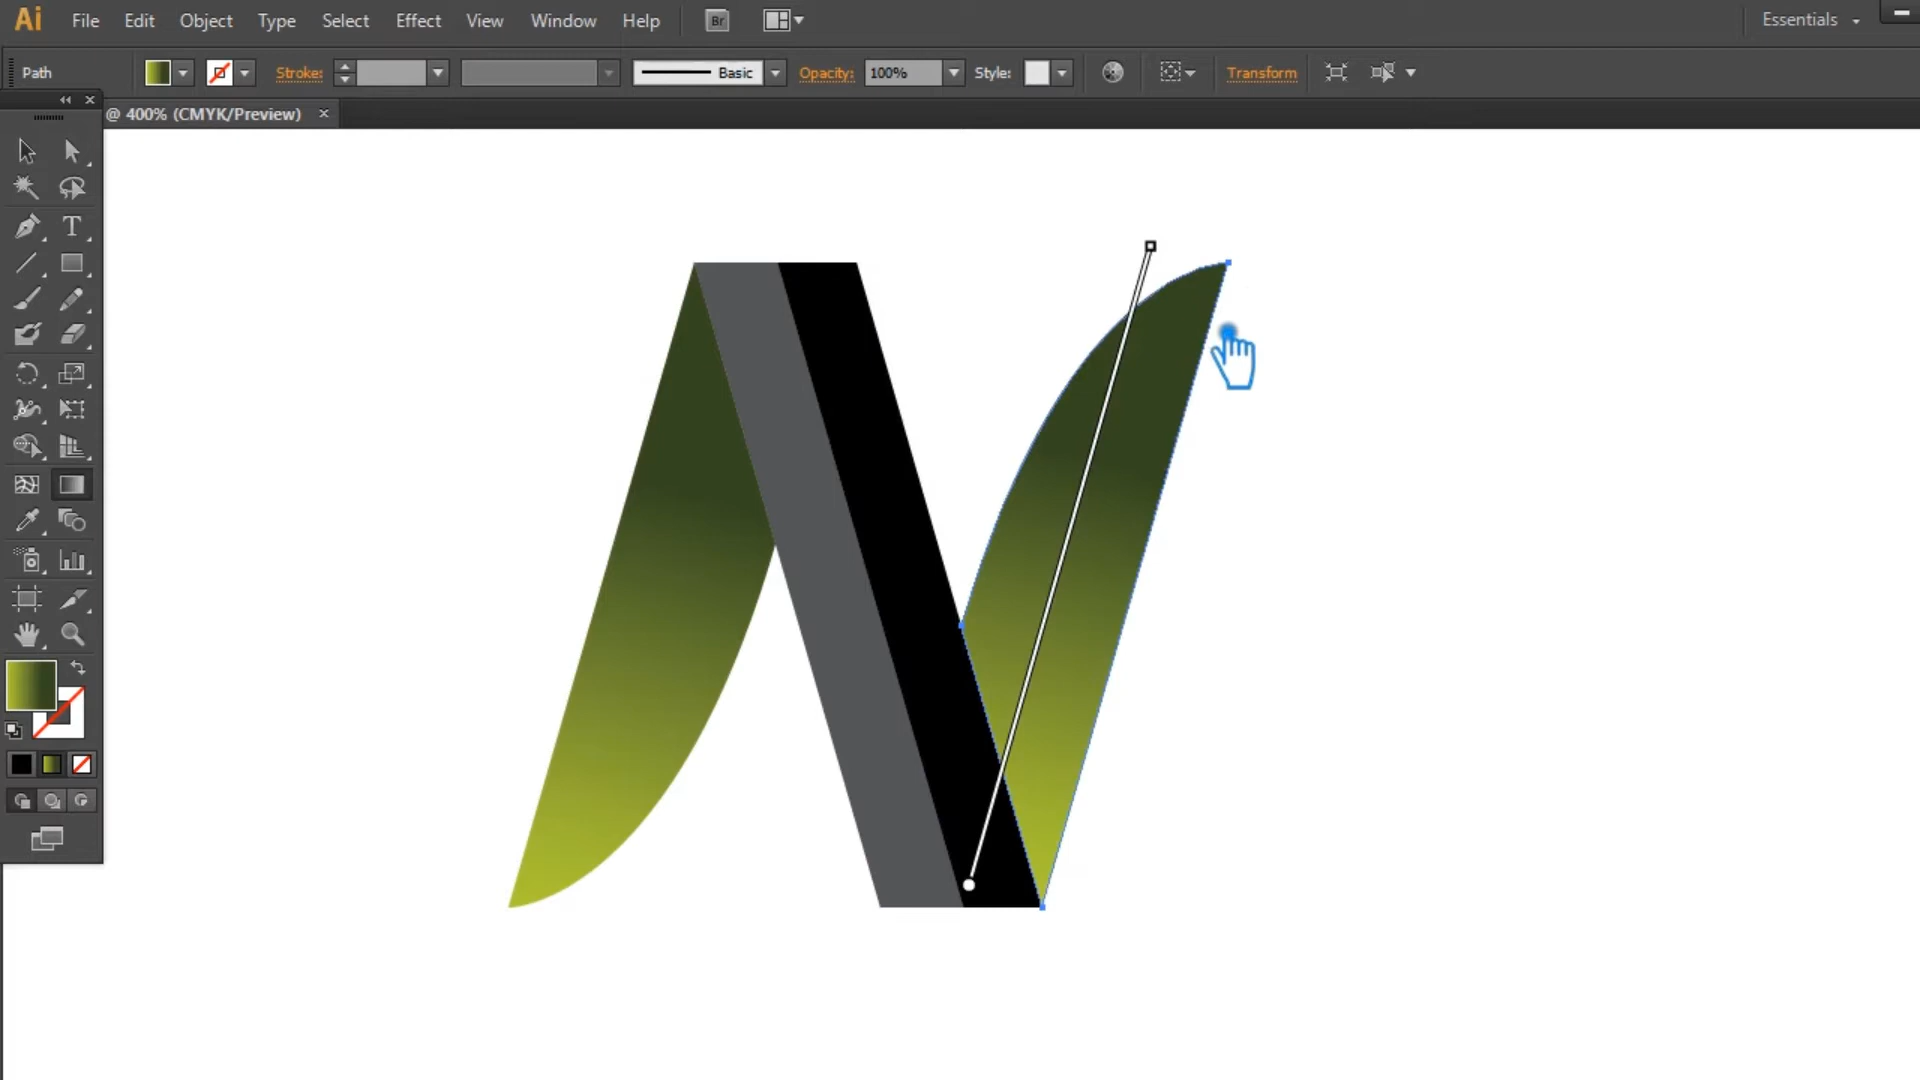 Ai File Edit Object Type Select Effect View Window Help Br Essentials
Path Stroke: Basic Opacity: 100% Style: Transform
@ 400% (CMYK/Preview)
T